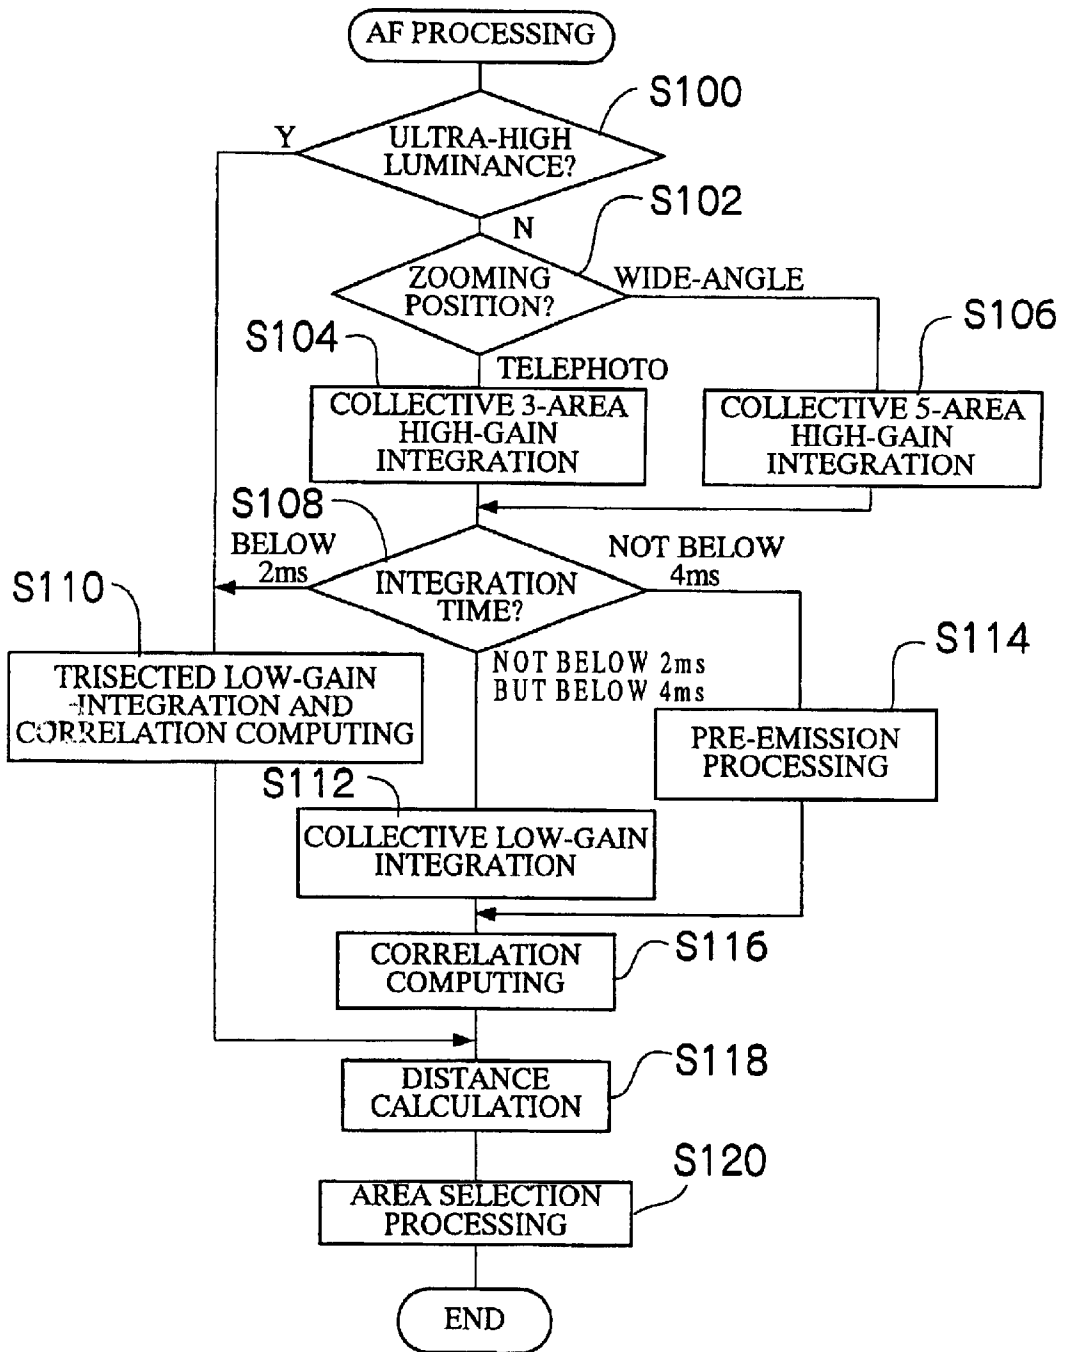 AF PROCESSING
S100
Y
ULTRA-HIGH
LUMINANCE?
S102
N
ZOOMING
POSITION?
WIDE-ANGLE
S104
S106
TELEPHOTO
COLLECTIVE 3-AREA
HIGH-GAIN
INTEGRATION
COLLECTIVE 5-AREA
HIGH-GAIN
INTEGRATION
S108
BELOW
2ms
NOT BELOW
4ms
INTEGRATION
TIME?
S110
S114
NOT BELOW 2ms
BUT BELOW 4ms
TRISECTED LOW-GAIN
INTEGRATION AND
CORRELATION COMPUTING
PRE-EMISSION
PROCESSING
S112
COLLECTIVE LOW-GAIN
INTEGRATION
S116
CORRELATION
COMPUTING
S118
DISTANCE
CALCULATION
S120
AREA SELECTION
PROCESSING
END